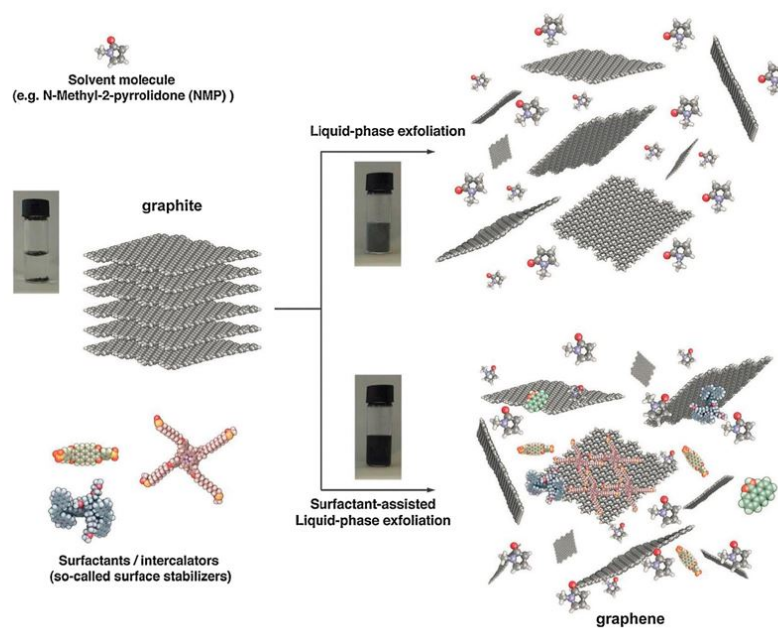 Solvent molecule
(e.g. N-Methyl-2-pyrrolidone (NMP) )
Liquid-phase exfoliation
graphite
Surfactant-assisted
Liquid-phase exfoliation
Surfactants / intercalators
(so-called surface stabilizers)
graphene